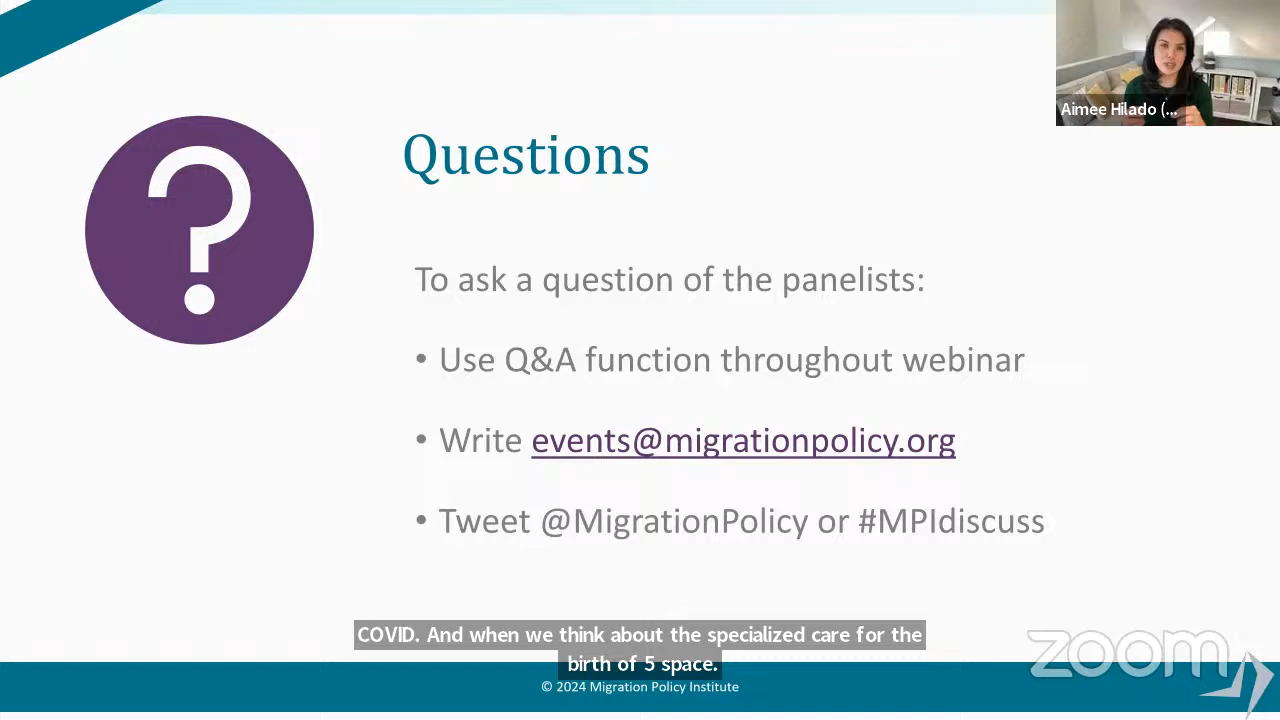 Aimee Hilado (...
Questions
To ask a question of the panelists:
• Use Q&A function throughout webinar
• Write events@migrationpolicy.org
• Tweet @MigrationPolicy or #MPIdiscuss
COVID. And when we think about the specialized care for the
birth of 5 space.
zoom
© 2024 Migration Policy Institute